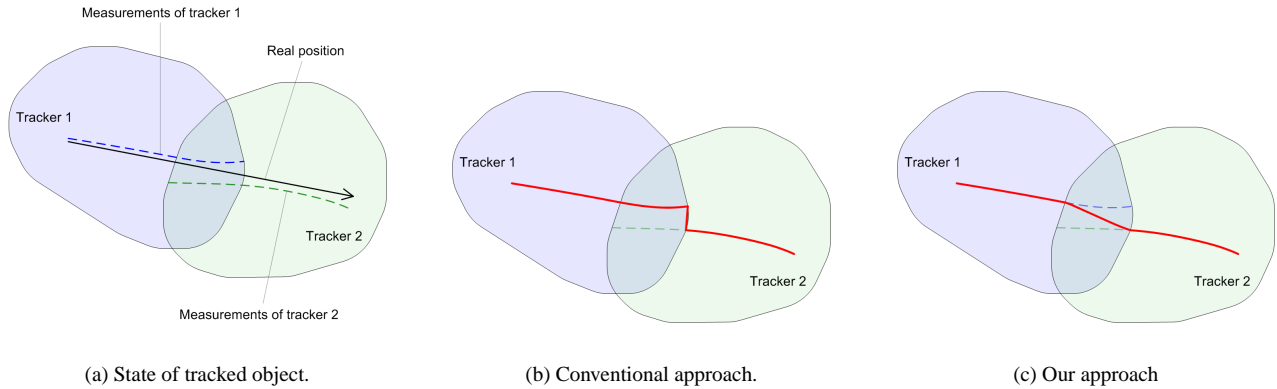 Measurements of tracker 1
Real position
Tracker 1
Tracker 2
Measurements of tracker 2
(a) State of tracked object.
Tracker 1
Tracker 2
(b) Conventional approach.
Tracker 1
Tracker 2
(c) Our approach